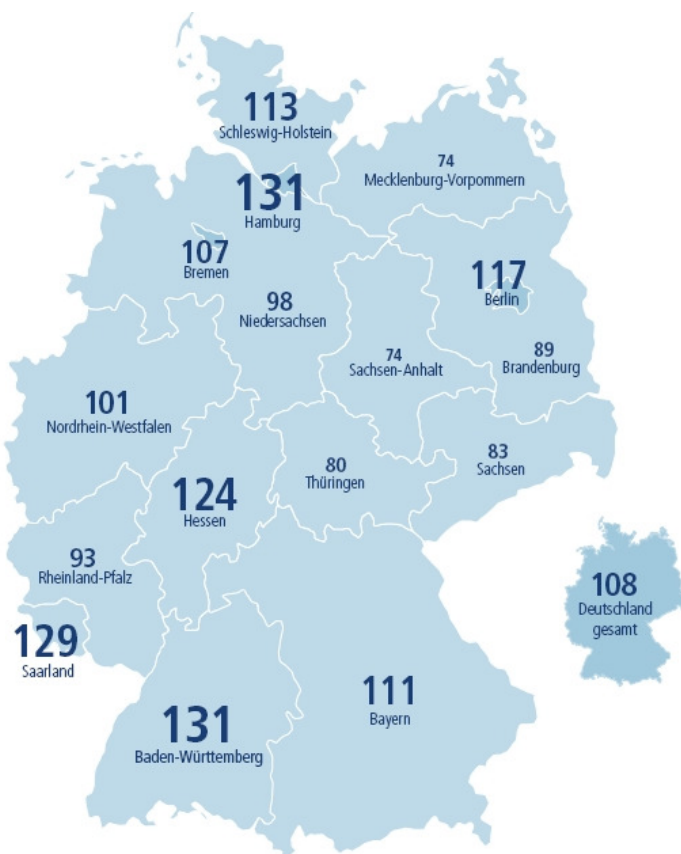 113
Schleswig-Holstein
74
Mecklenburg-Vorpommern
131
Hamburg
107
Bremen
117
Berlin
98
Niedersachsen
74
Sachsen-Anhalt
89
Brandenburg
101
Nordrhein-Westfalen
124
Hessen
80
Thüringen
83
Sachsen
93
Rheinland-Pfalz
108
Deutschland
gesamt
129
Saarland
131
Baden-Württemberg
111
Bayern